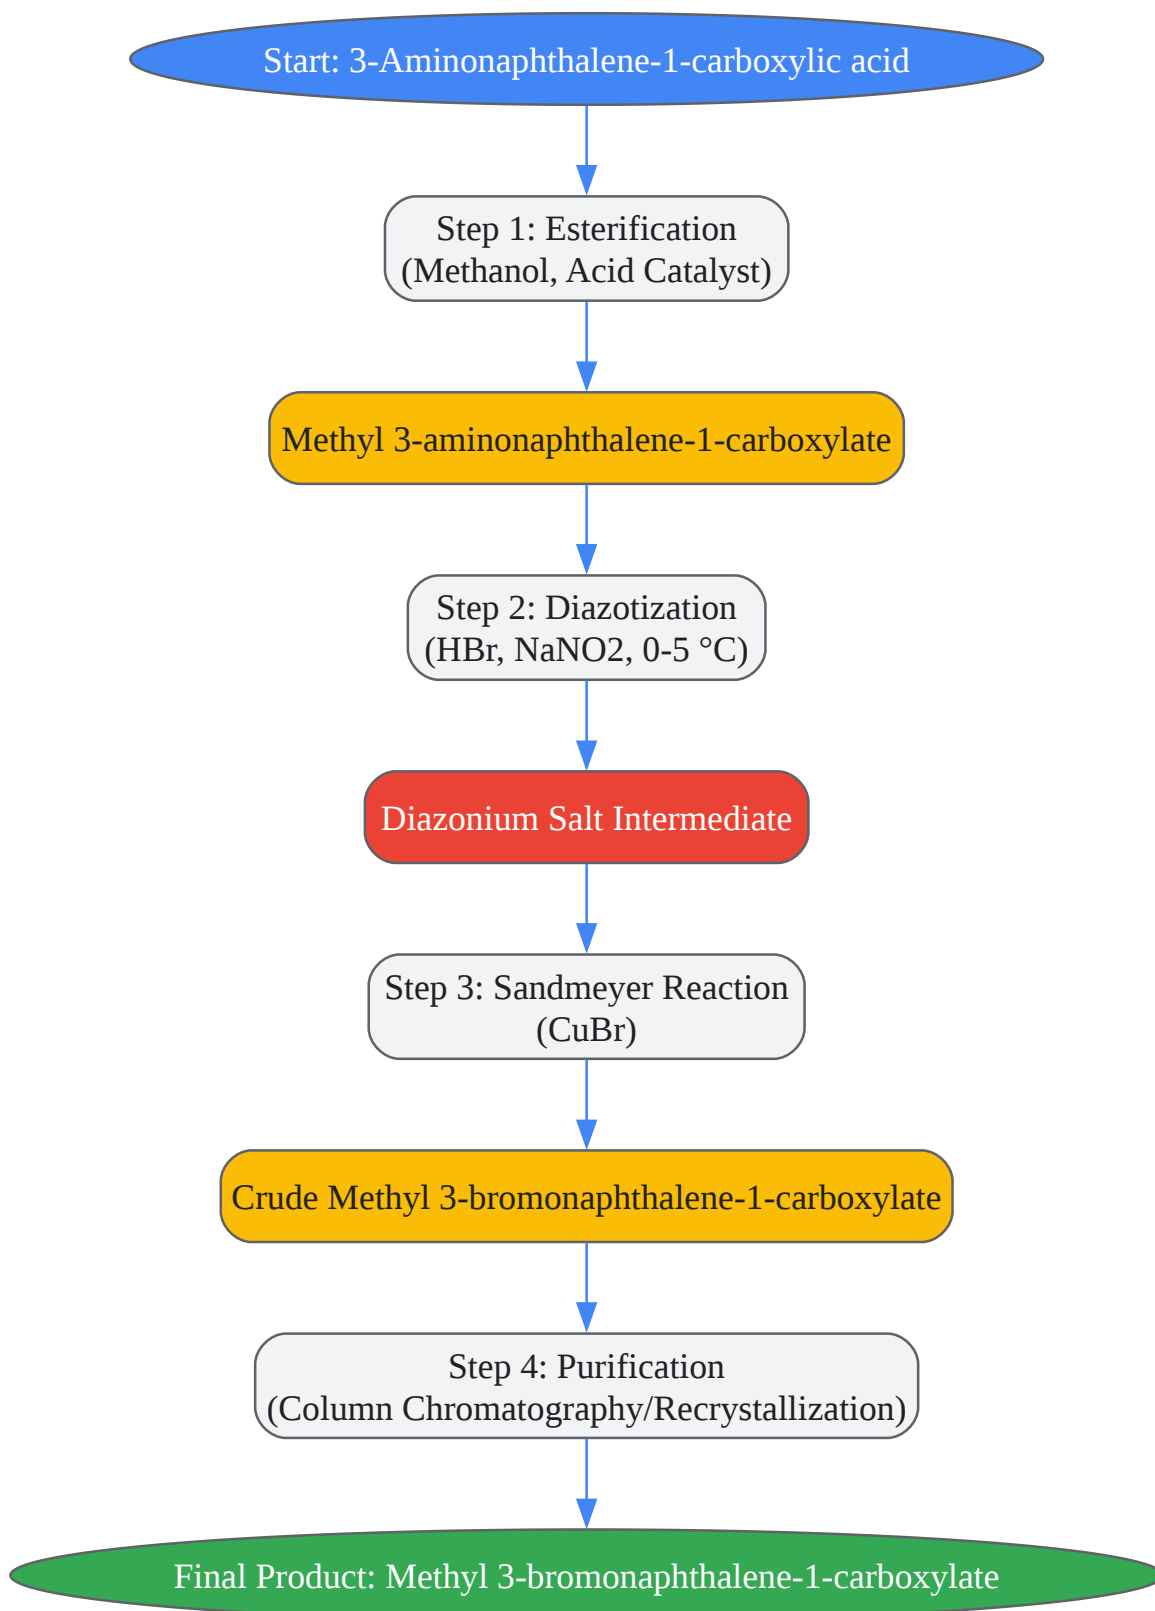 Start: 3-Aminonaphthalene-1-carboxylic acid
Step 1: Esterification
(Methanol, Acid Catalyst)
Methyl 3-aminonaphthalene-1-carboxylate
Step 2: Diazotization
(HBr, NaNO2, 0-5 °C)
Diazonium Salt Intermediate
Step 3: Sandmeyer Reaction
(CuBr)
Crude Methyl 3-bromonaphthalene-1-carboxylate
Step 4: Purification
(Column Chromatography/Recrystallization)
Final Product: Methyl 3-bromonaphthalene-1-carboxylate